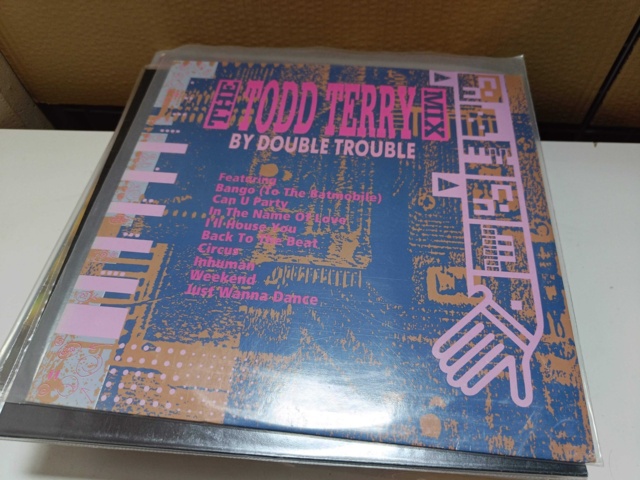 THE TODD TERRY MIX
BY DOUBLE TROUBLE
Featuring
Bango (To The Batmobile)
Can U Party
In The Name Of Love
I'll House You
Back To The Beat
Circus
Inhuman
Weekend
Just Wanna Dance